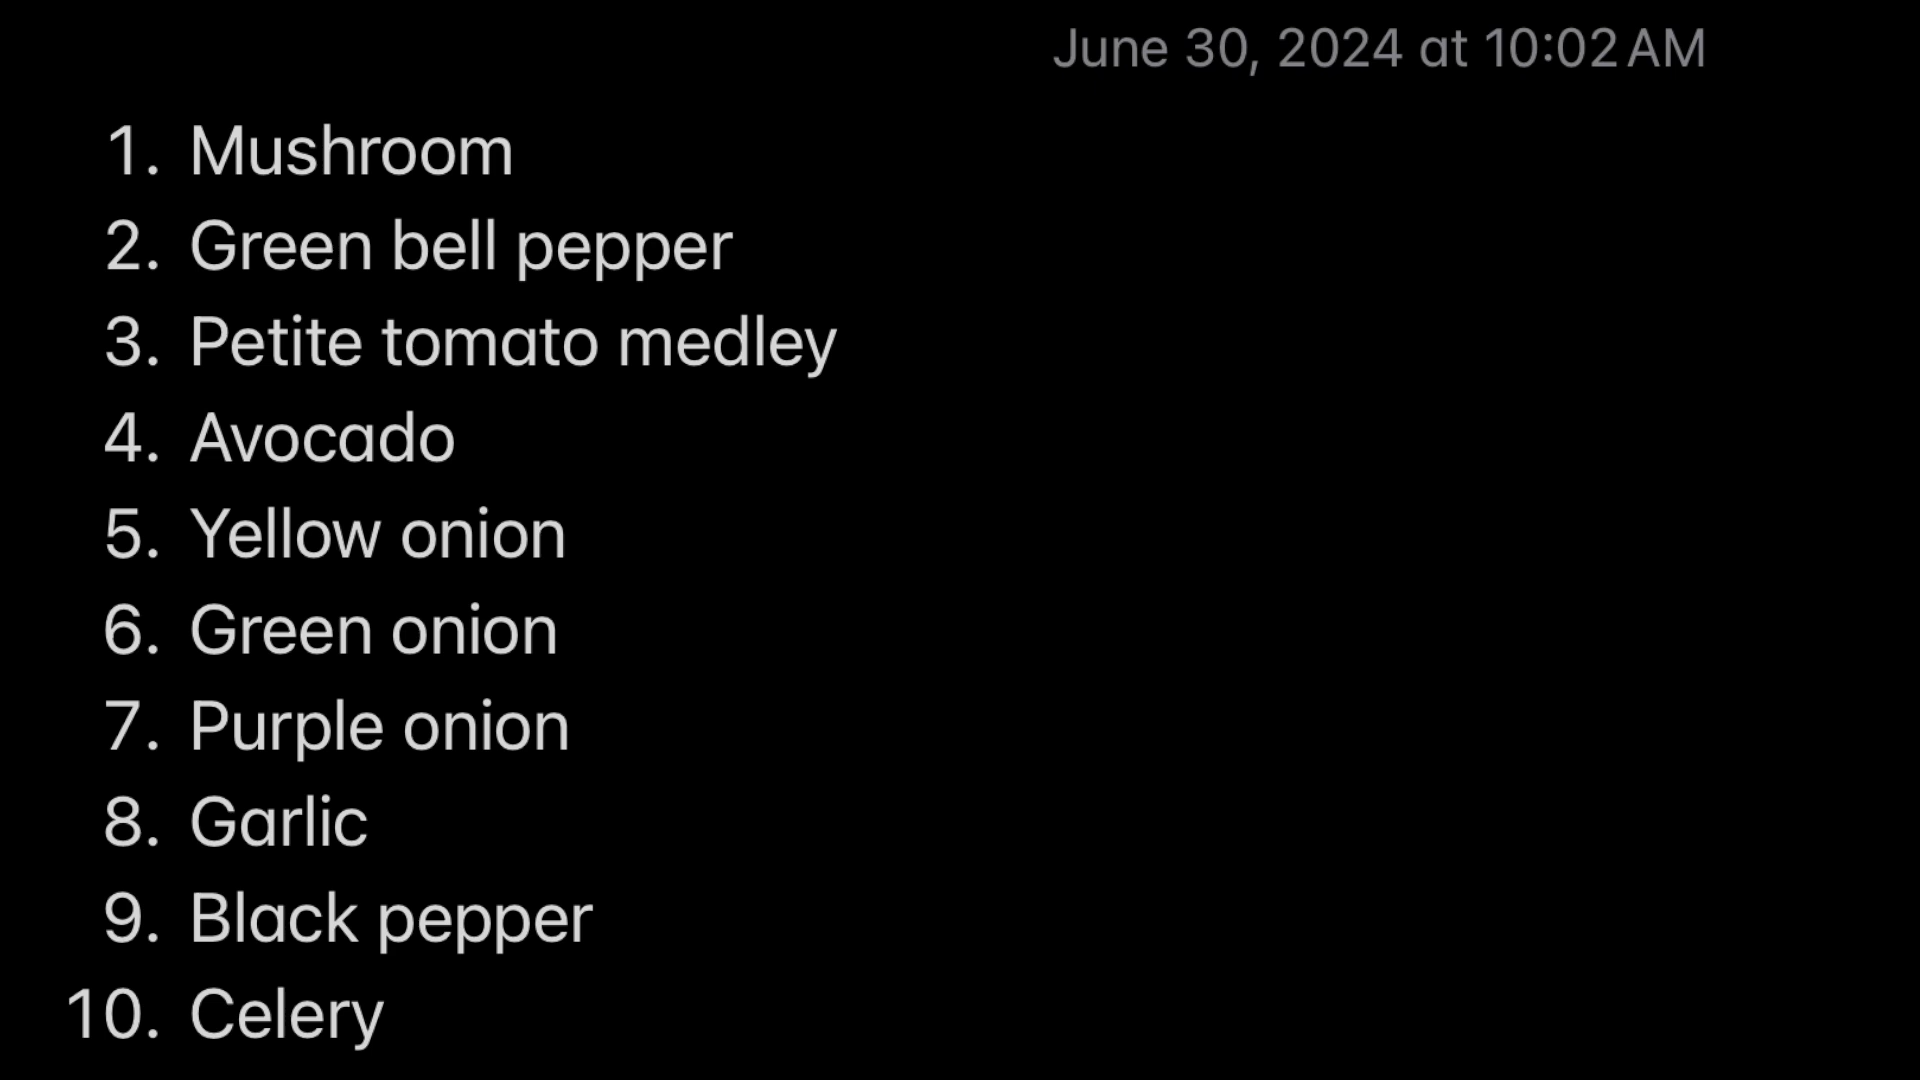 June 30, 2024 at 10:02 AM
1. Mushroom
2. Green bell pepper
3. Petite tomato medley
4. Avocado
5. Yellow onion
6. Green onion
7. Purple onion
8. Garlic
9. Black pepper
10. Celery